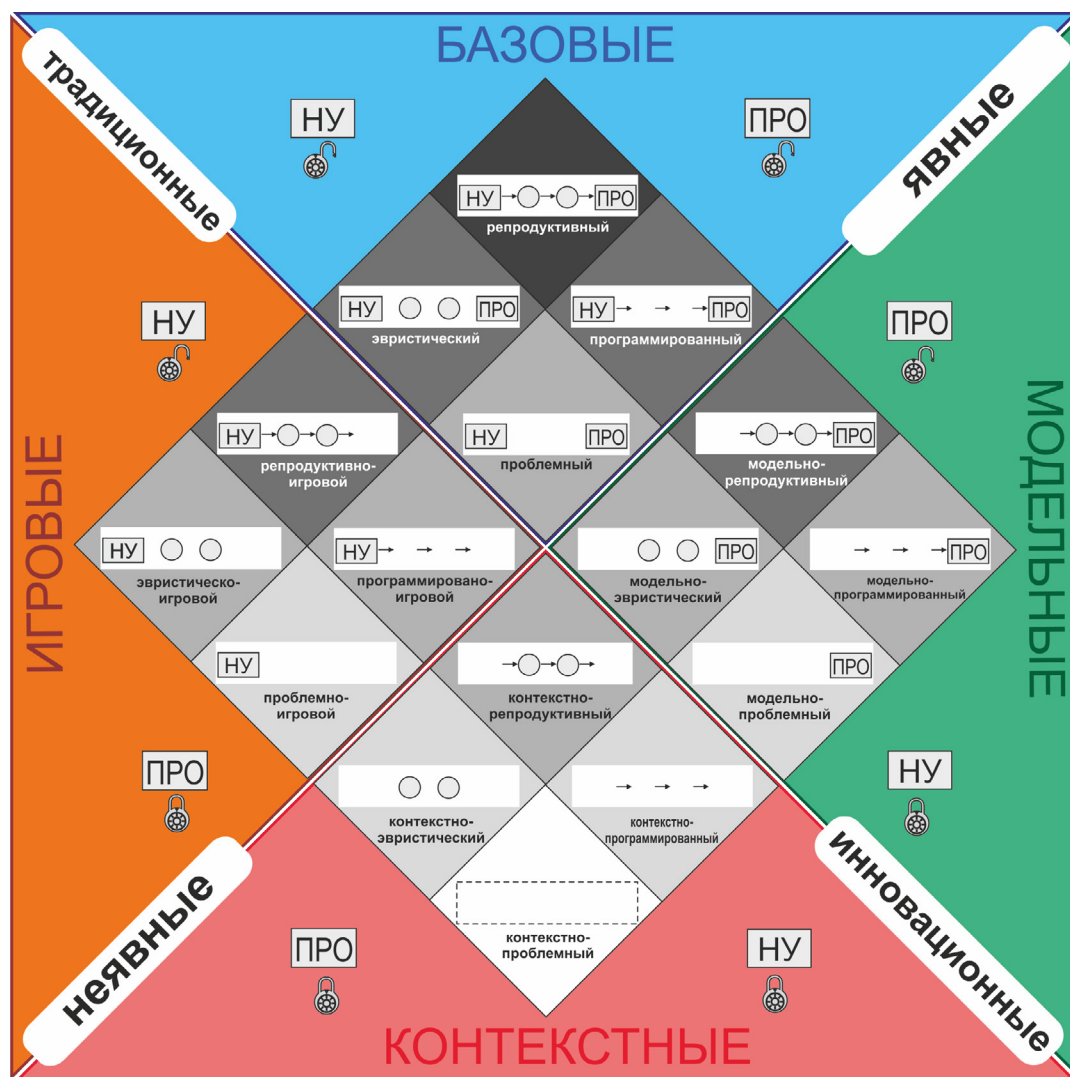 БАЗОВЫЕ
традиционные
явные
НУ
ПРО
НУ ПРО
репродуктивный
НУ ПРО
эвристический
НУ ПРО
программированный
НУ
ПРО
НУ
репродуктивно-
игровой
НУ ПРО
проблемный
ПРО
модельно-
репродуктивный
ИГРОВЫЕ
МОДЕЛЬНЫЕ
НУ
эвристическо-
игровой
НУ
программировано-
игровой
ПРО
модельно-
эвристический
ПРО
модельно-
программированный
НУ
проблемно-
игровой
контекстно-
репродуктивный
ПРО
модельно-
проблемный
ПРО
НУ
контекстно-
эвристический
контекстно-
программированный
неявные
инновационные
ПРО
НУ
контекстно-
проблемный
КОНТЕКСТНЫЕ